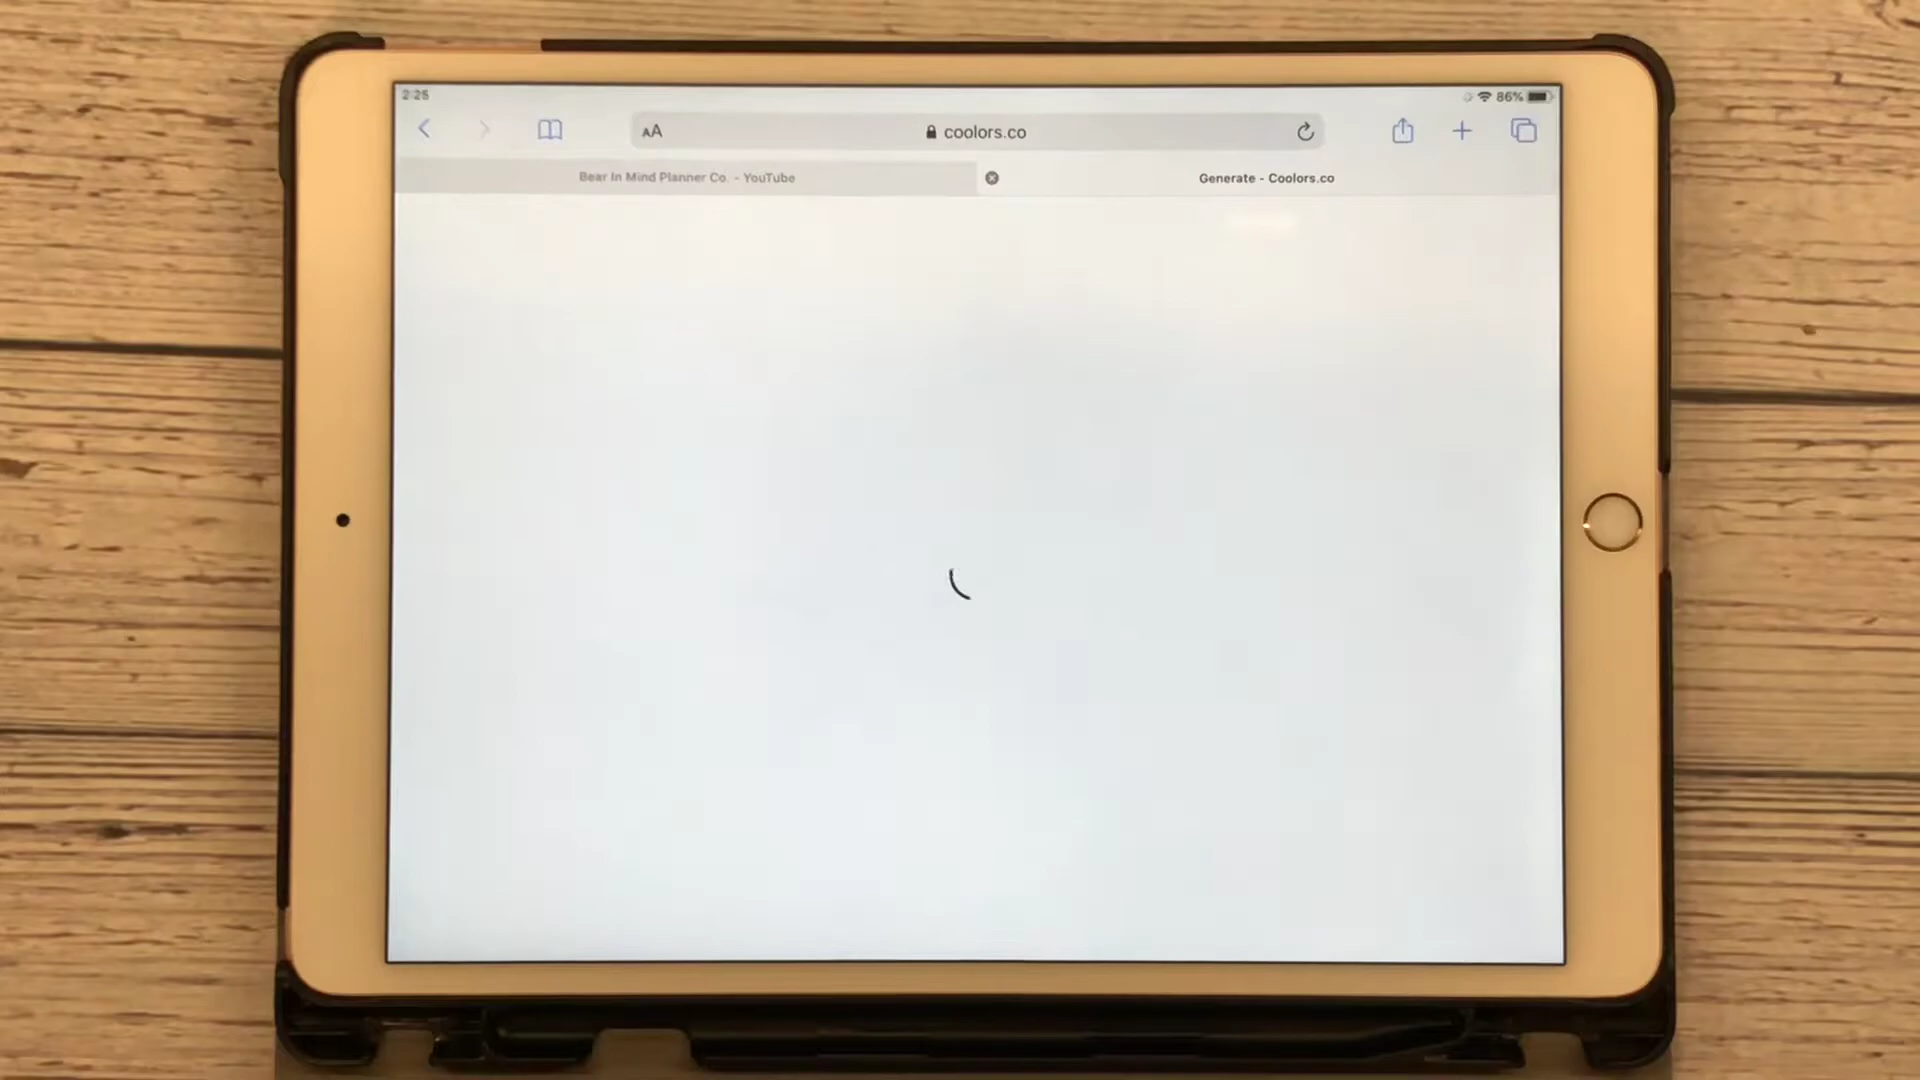 2:25
86%
AA
coolors.co
Bear In Mind Planner Co. - YouTube
Generate - Coolors.co